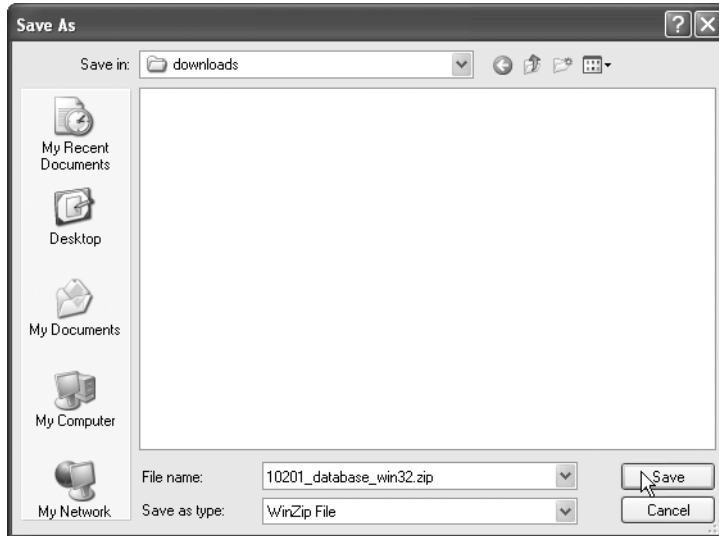 Save As
Save in: downloads
My Recent
Documents
Desktop
My Documents
My Computer
My Network
File name: 10201_database_win32.zip Save
Save as type: WinZip File Cancel